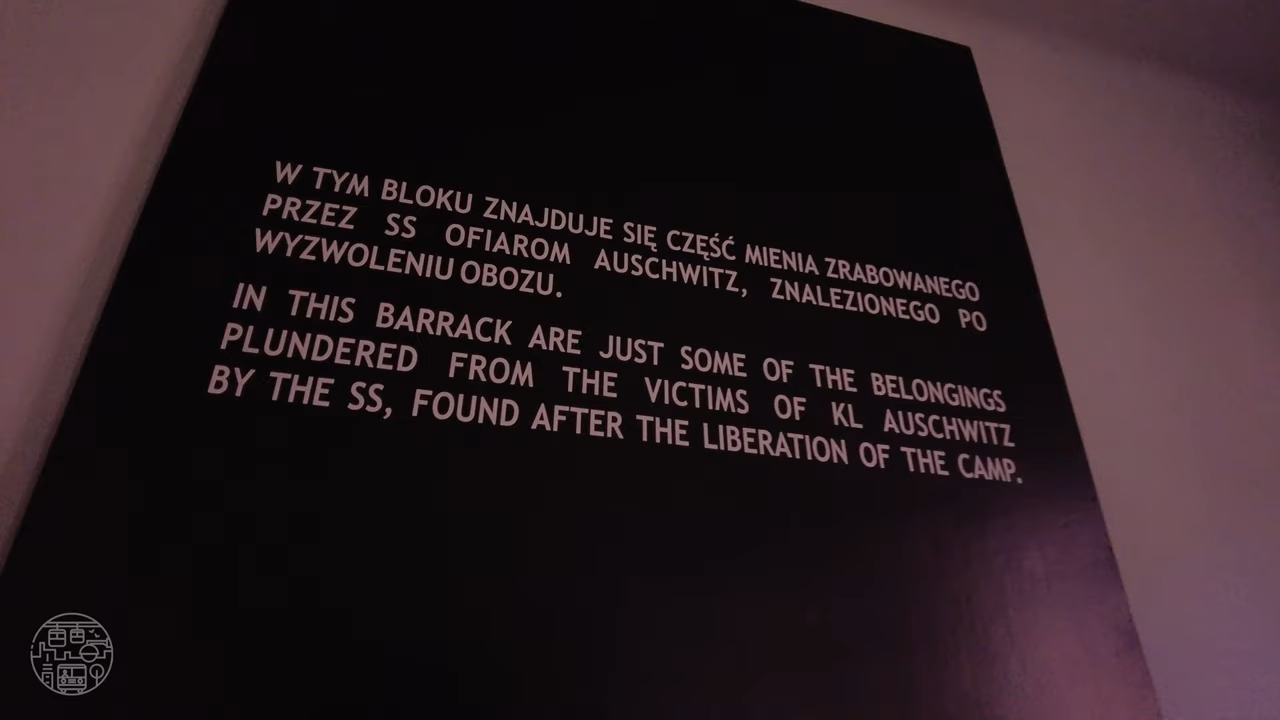 W TYM BLOKU ZNAJDUJE SIĘ CZĘŚĆ MIENIA ZRABOWANEGO
PRZEZ SS OFIAROM AUSCHWITZ, ZNALEZIONEGO PO
WYZWOLENIU OBOZU.
IN THIS BARRACK ARE JUST SOME OF THE BELONGINGS
PLUNDERED FROM THE VICTIMS OF KL AUSCHWITZ
BY THE SS, FOUND AFTER THE LIBERATION OF THE CAMP.